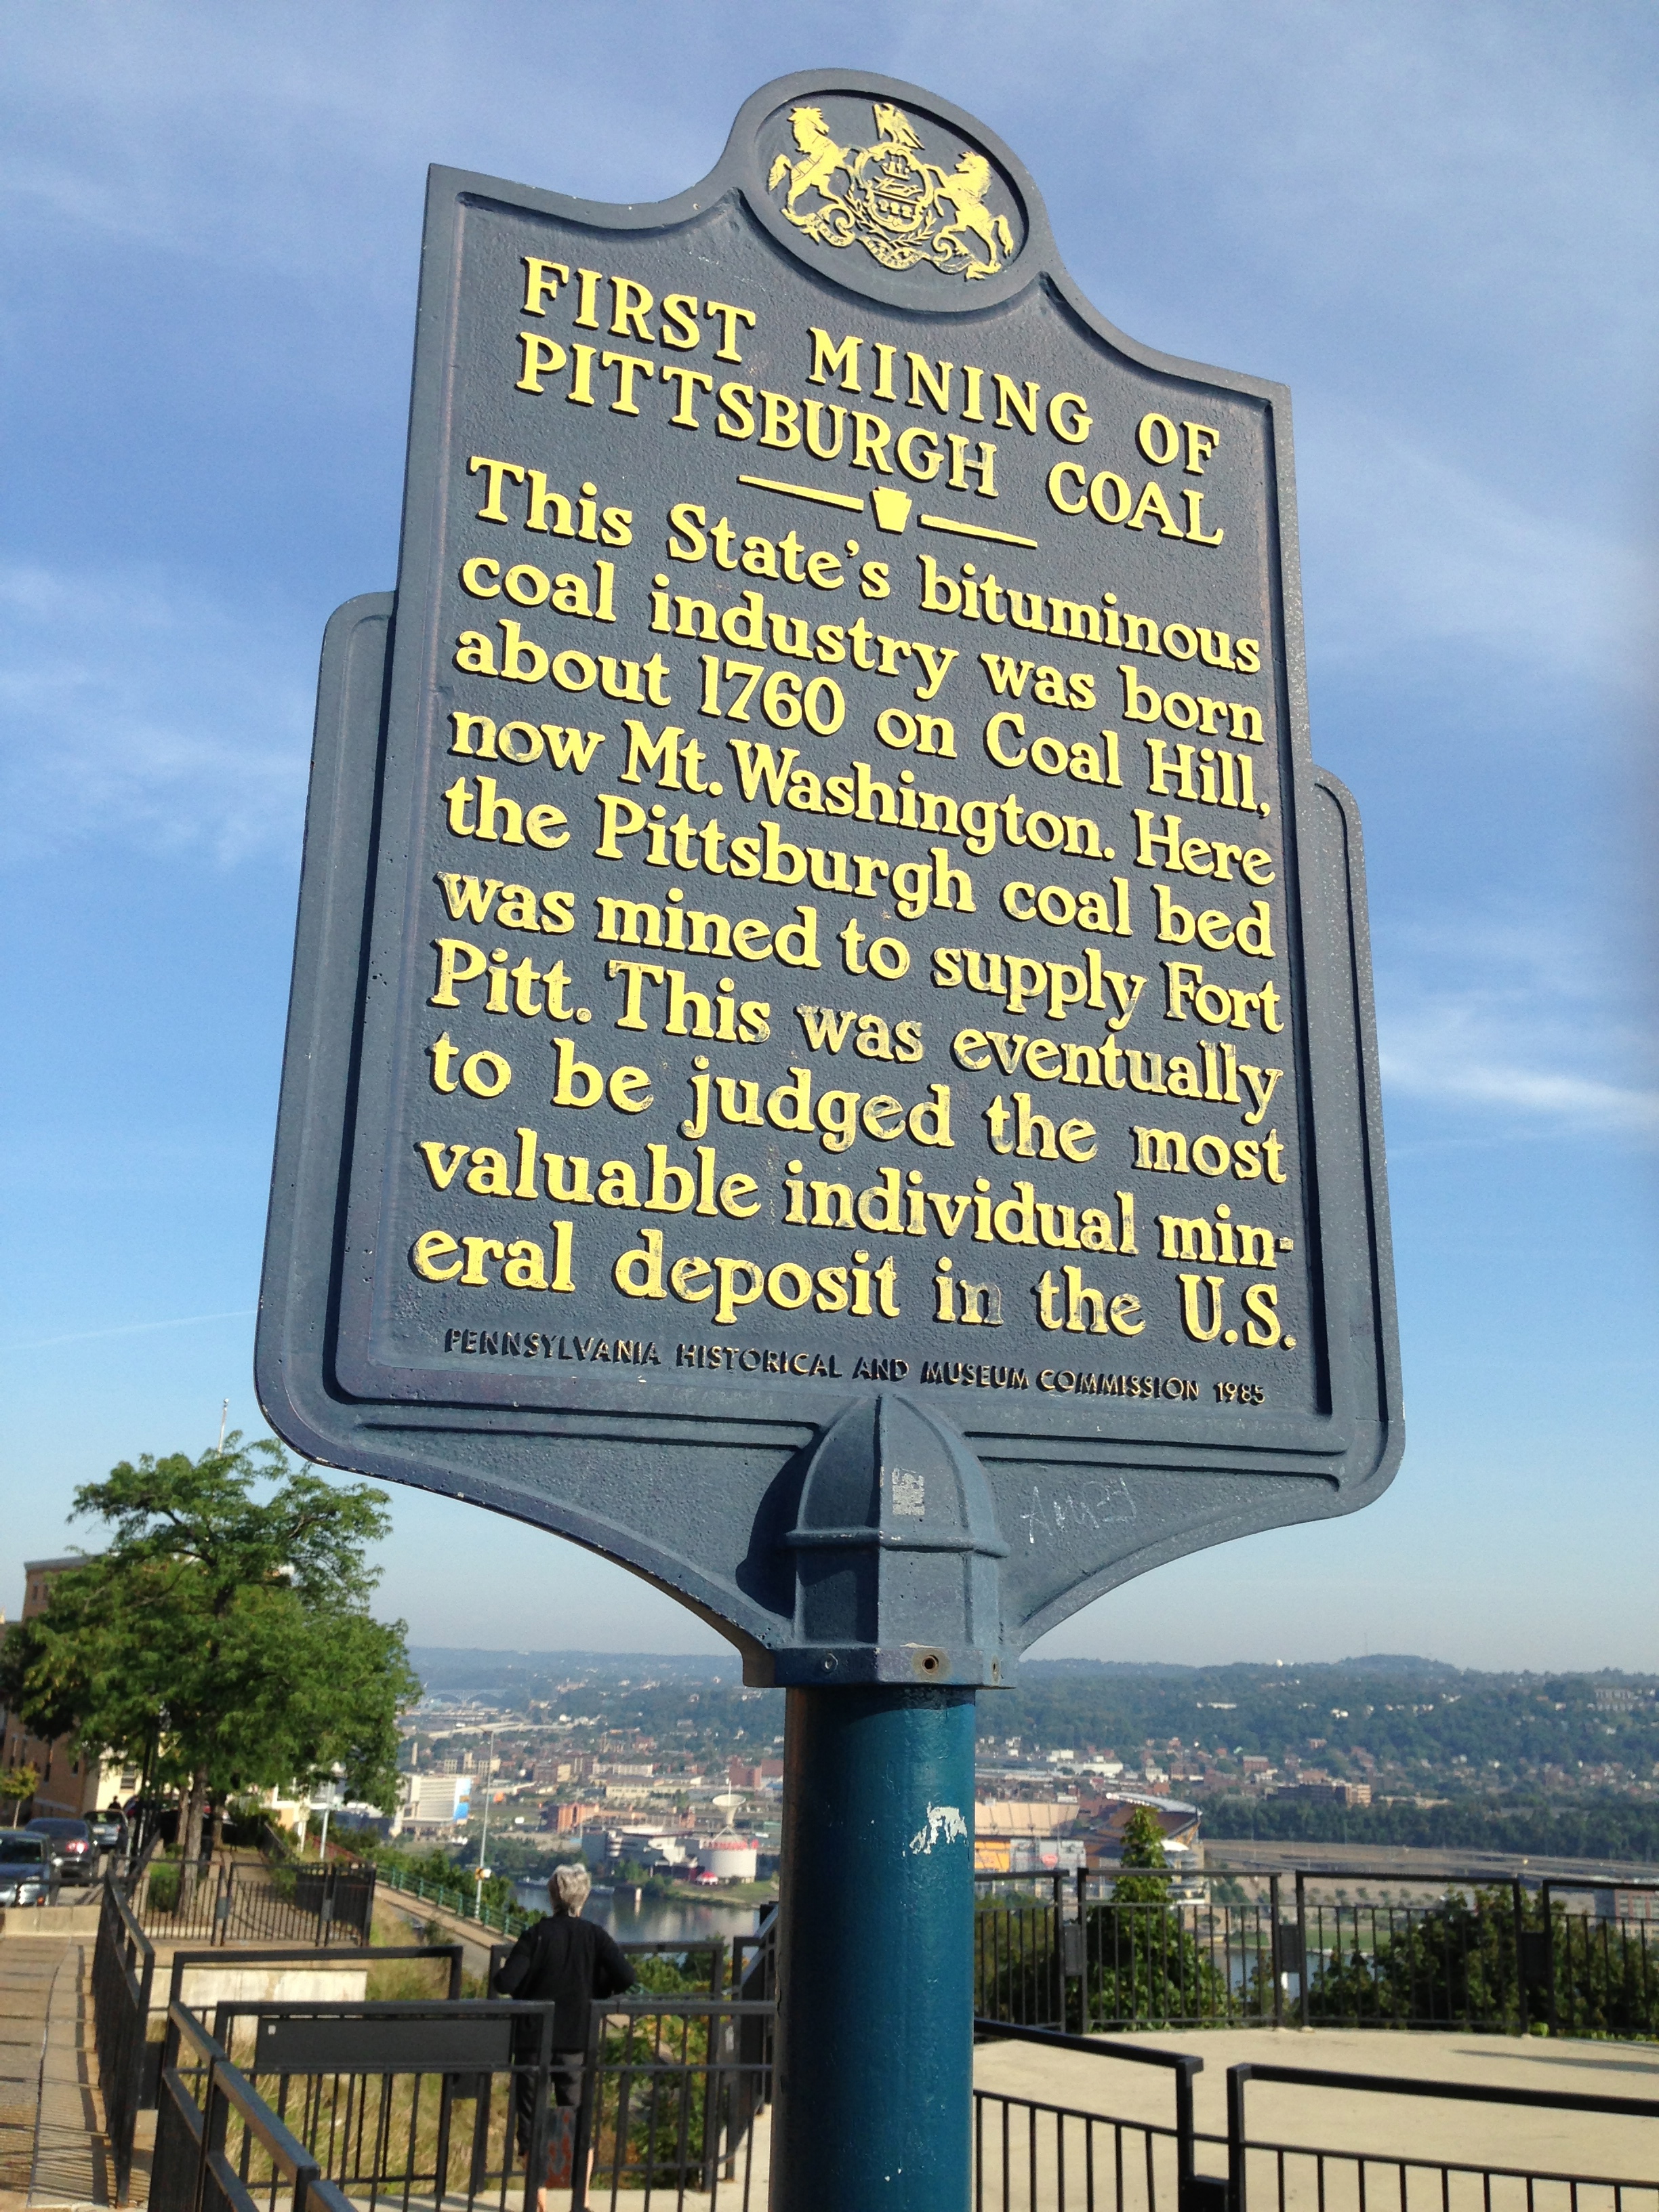 FIRST MINING OF
PITTSBURGH COAL
This State's bituminous
coal industry was born
about 1760 on Coal Hill,
now Mt. Washington. Here
the Pittsburgh coal bed
was mined to supply Fort
Pitt. This was eventually
to be judged the most
valuable individual min-
eral deposit in the U.S.
PENNSYLVANIA HISTORICAL AND MUSEUM COMMISSION 1985